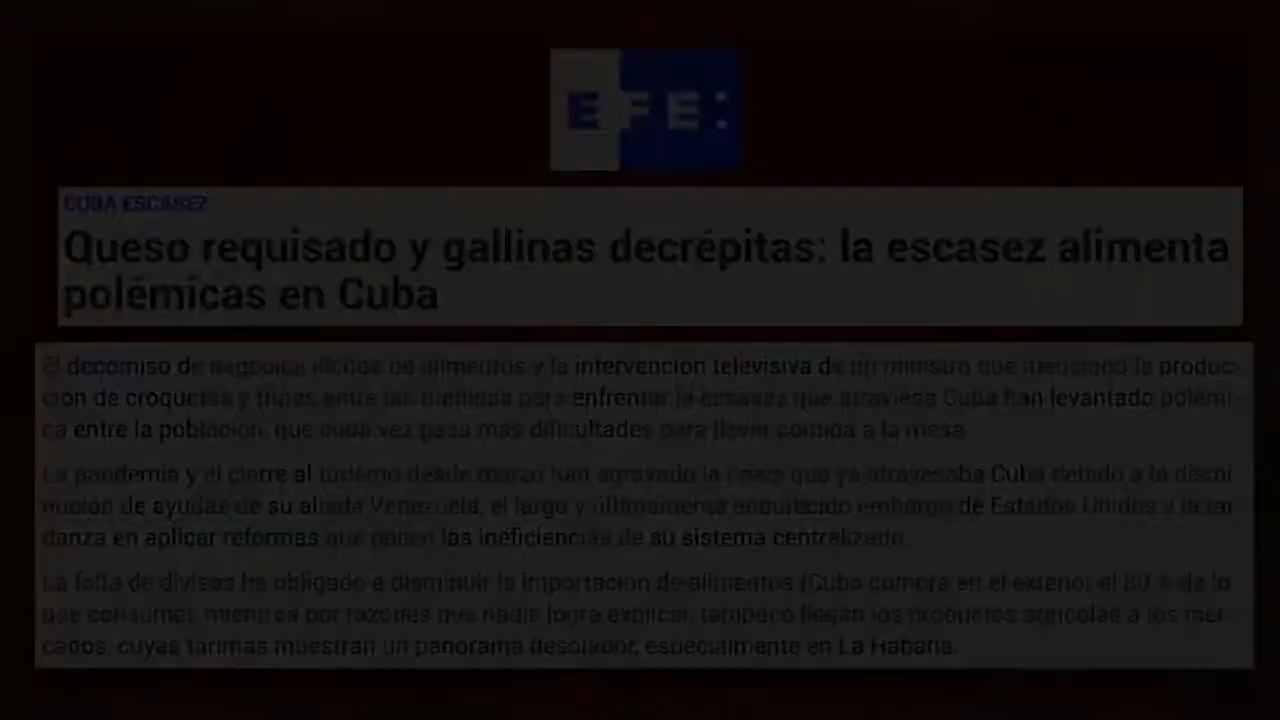 EFE:
CUBA ESCASEZ
Queso requisado y gallinas decrépitas: la escasez alimenta
polémicas en Cuba
El decomiso de negocios ilícitos de alimentos y la intervención televisiva de un ministro que mencionó la produc-
ción de croquetas y tripas entre las medidas para enfrentar la escasez que atraviesa Cuba han levantado polémi-
ca entre la población, que cada vez pasa más dificultades para llevar comida a la mesa.
La pandemia y el cierre al turismo desde marzo han agravado la crisis que ya atravesaba Cuba debido a la dismi-
nución de ayudas de su aliada Venezuela, el largo y últimamente endurecido embargo de Estados Unidos y la tar-
danza en aplicar reformas que palien las ineficiencias de su sistema centralizado.
La falta de divisas ha obligado a disminuir la importación de alimentos (Cuba compra en el exterior el 80 % de lo
que consume), mientras por razones que nadie logra explicar, tampoco llegan los productos agrícolas a los mer-
cados, cuyas tarimas muestran un panorama desolador, especialmente en La Habana.